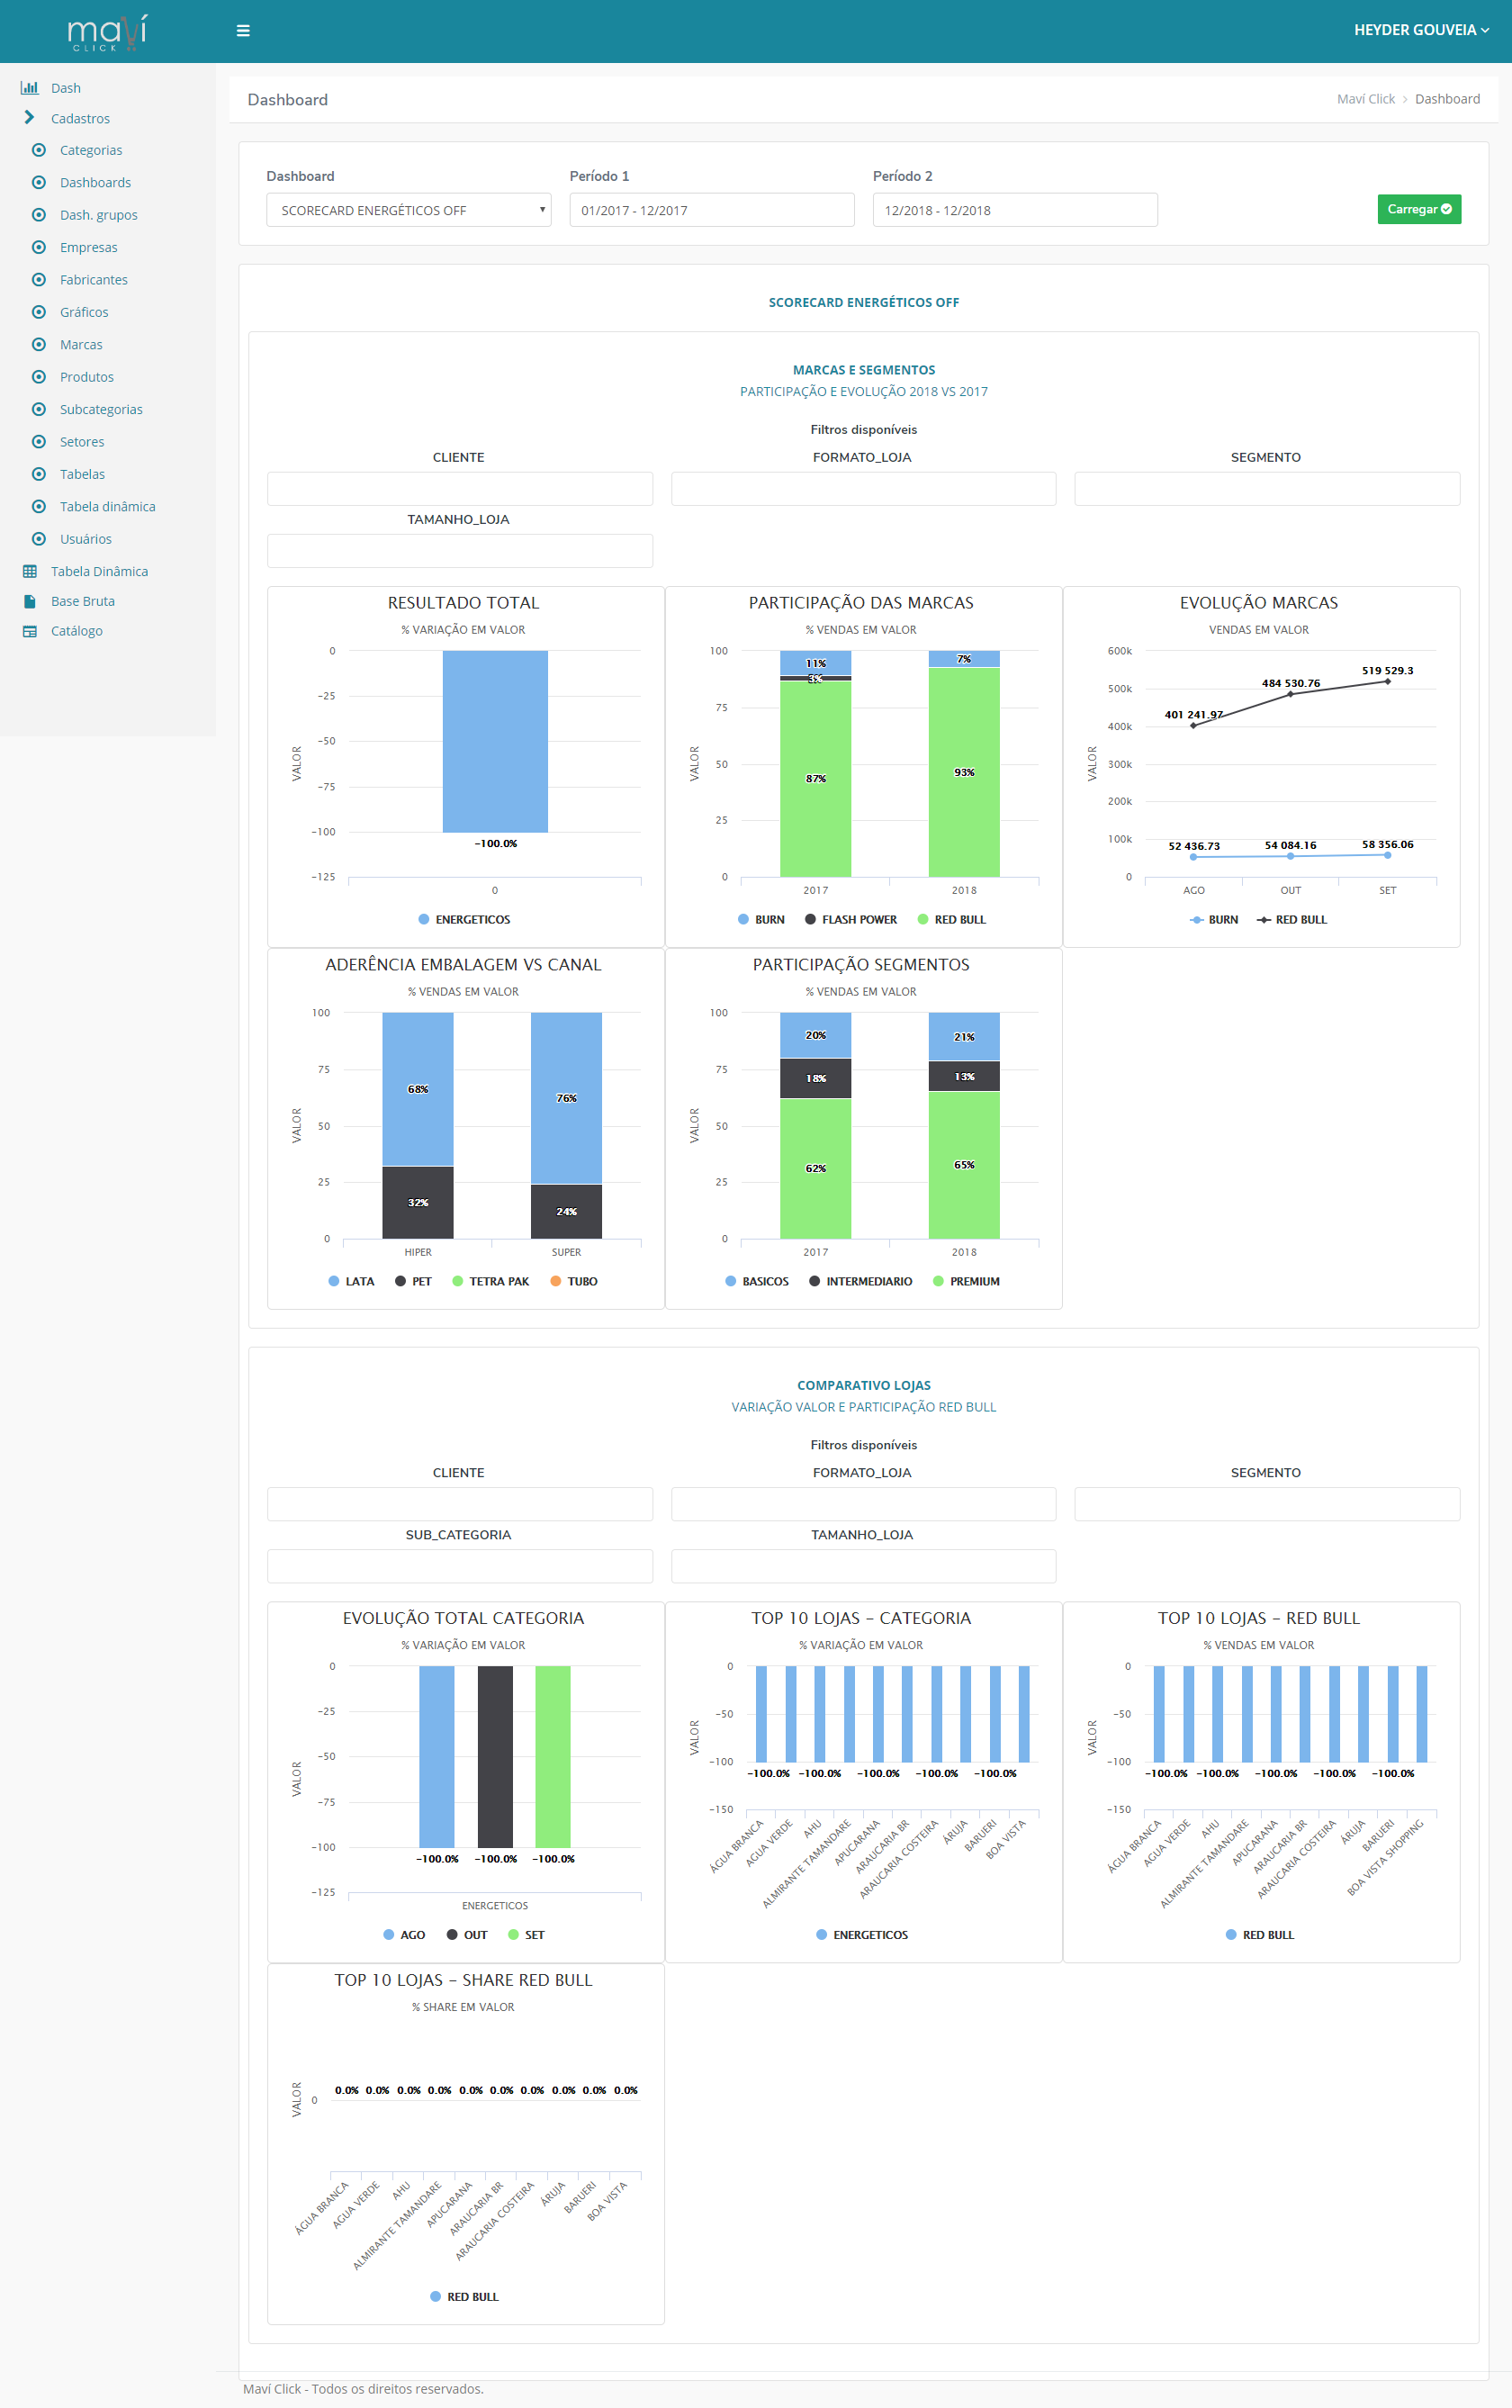 maví
CLICK
HEYDER GOUVEIA
Dash
Cadastros
Categorias
Dashboards
Dash. grupos
Empresas
Fabricantes
Gráficos
Marcas
Produtos
Subcategorias
Setores
Tabelas
Tabela dinâmica
Usuários
Tabela Dinâmica
Base Bruta
Catálogo
Dashboard
Maví Click > Dashboard
Dashboard Período 1 Período 2
SCORECARD ENERGÉTICOS OFF 01/2017 - 12/2017 12/2018 - 12/2018 Carregar
SCORECARD ENERGÉTICOS OFF
MARCAS E SEGMENTOS
PARTICIPAÇÃO E EVOLUÇÃO 2018 VS 2017
Filtros disponíveis
CLIENTE FORMATO_LOJA SEGMENTO
TAMANHO_LOJA
RESULTADO TOTAL
% VARIAÇÃO EM VALOR
VALOR
0
-25
-50
-75
-100
-125
-100.0%
0
ENERGETICOS
PARTICIPAÇÃO DAS MARCAS
% VENDAS EM VALOR
VALOR
100
75
50
25
0
11%
3%
87%
7%
93%
2017 2018
BURN FLASH POWER RED BULL
EVOLUÇÃO MARCAS
VENDAS EM VALOR
VALOR
600k
500k
400k
300k
200k
100k
0
401 241.97 484 530.76 519 529.3
52 436.73 54 084.16 58 356.06
AGO OUT SET
BURN RED BULL
ADERÊNCIA EMBALAGEM VS CANAL
% VENDAS EM VALOR
VALOR
100
75
50
25
0
68%
32%
76%
24%
HIPER SUPER
LATA PET TETRA PAK TUBO
PARTICIPAÇÃO SEGMENTOS
% VENDAS EM VALOR
VALOR
100
75
50
25
0
20%
18%
62%
21%
13%
65%
2017 2018
BASICOS INTERMEDIARIO PREMIUM
COMPARATIVO LOJAS
VARIAÇÃO VALOR E PARTICIPAÇÃO RED BULL
Filtros disponíveis
CLIENTE FORMATO_LOJA SEGMENTO
SUB_CATEGORIA TAMANHO_LOJA
EVOLUÇÃO TOTAL CATEGORIA
% VARIAÇÃO EM VALOR
VALOR
0
-25
-50
-75
-100
-125
-100.0% -100.0% -100.0%
ENERGETICOS
AGO OUT SET
TOP 10 LOJAS - CATEGORIA
% VARIAÇÃO EM VALOR
VALOR
0
-50
-100
-150
-100.0% -100.0% -100.0% -100.0% -100.0%
ÁGUA BRANCA
AGUA VERDE
AHU
ALMIRANTE TAMANDARE
APUCARANA
ARAUCARIA BR
ARAUCARIA COSTEIRA
ÁRUJA
BARUERI
BOA VISTA
ENERGETICOS
TOP 10 LOJAS - RED BULL
% VENDAS EM VALOR
VALOR
0
-50
-100
-150
-100.0% -100.0% -100.0% -100.0% -100.0%
ÁGUA BRANCA
AGUA VERDE
AHU
ALMIRANTE TAMANDARE
APUCARANA
ARAUCARIA BR
ARAUCARIA COSTEIRA
ÁRUJA
BARUERI
BOA VISTA SHOPPING
RED BULL
TOP 10 LOJAS - SHARE RED BULL
% SHARE EM VALOR
VALOR
0
0.0% 0.0% 0.0% 0.0% 0.0% 0.0% 0.0% 0.0% 0.0% 0.0%
ÁGUA BRANCA
AGUA VERDE
AHU
ALMIRANTE TAMANDARE
APUCARANA
ARAUCARIA BR
ARAUCARIA COSTEIRA
ÁRUJA
BARUERI
BOA VISTA
RED BULL
Maví Click - Todos os direitos reservados.